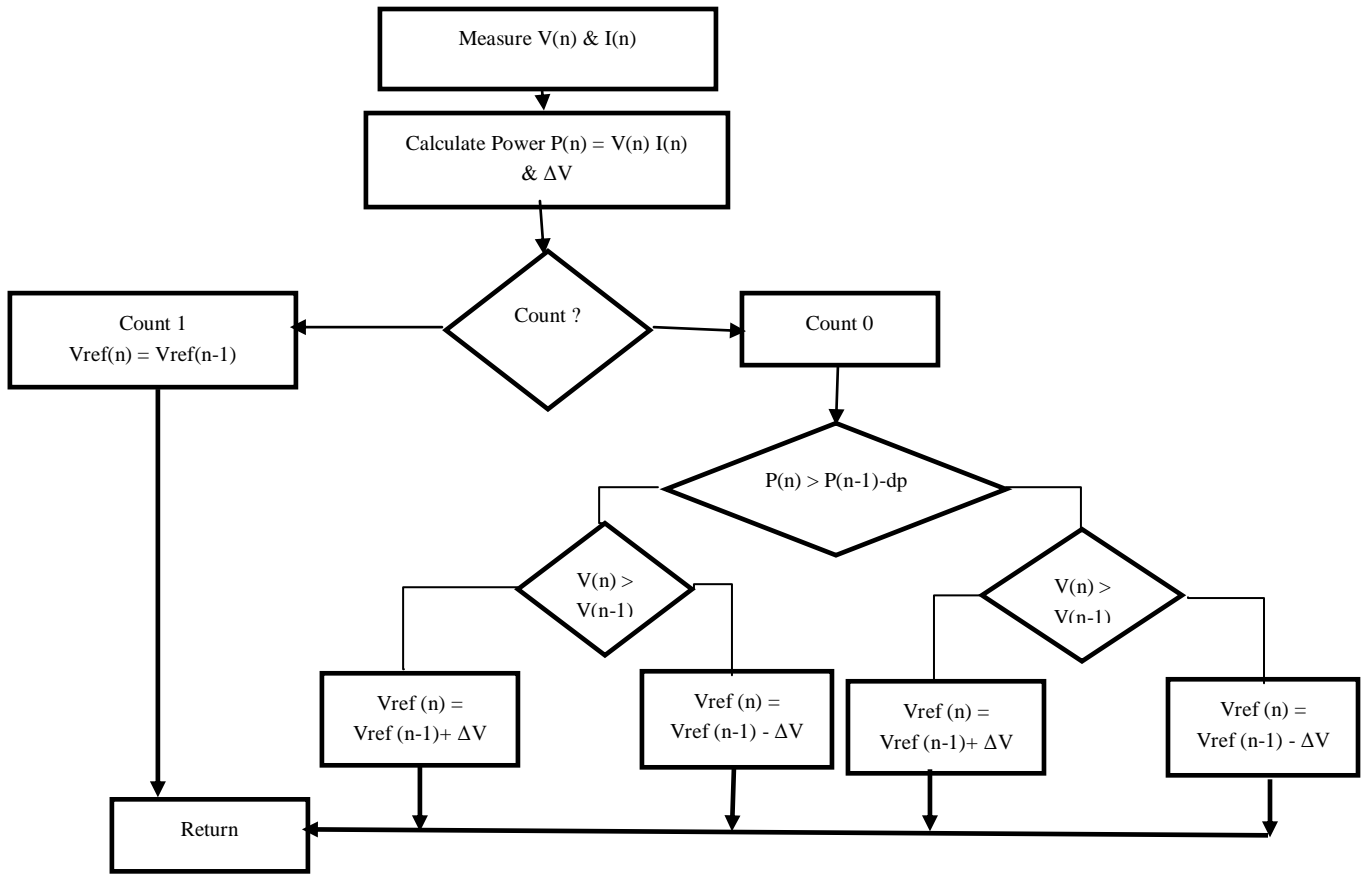 Measure V(n) & I(n)
Calculate Power P(n) = V(n) I(n)
& ΔV
Count ?
Count 1
Vref(n) = Vref(n-1)
Count 0
P(n) > P(n-1)-dp
V(n) >
V(n-1)
V(n) >
V(n-1)
Vref (n) =
Vref (n-1)+ ΔV
Vref (n) =
Vref (n-1) - ΔV
Vref (n) =
Vref (n-1)+ ΔV
Vref (n) =
Vref (n-1) - ΔV
Return